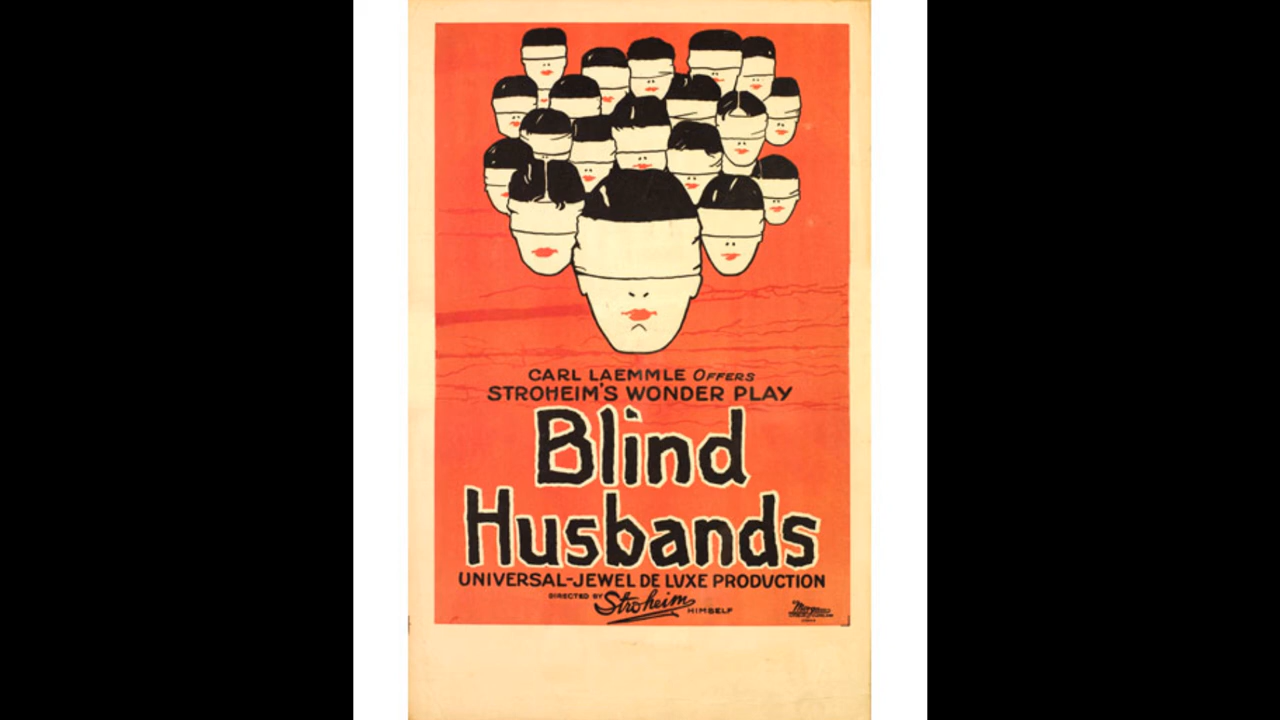 CARL LAEMMLE OFFERS
STROHEIM'S WONDER PLAY
Blind
Husbands
UNIVERSAL-JEWEL DE LUXE PRODUCTION
DIRECTED BY Stroheim HIMSELF